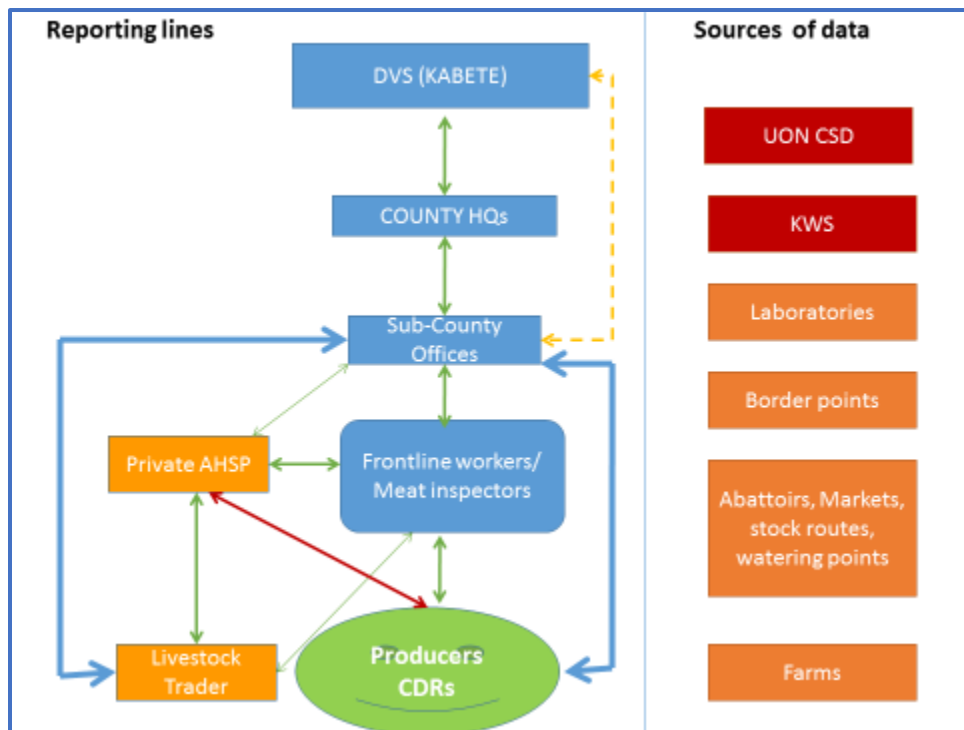 Reporting lines
DVS (KABETE)
COUNTY HQs
Sub-County
Offices
Private AHSP
Frontline workers/
Meat inspectors
Livestock
Trader
Producers
CDRs
Sources of data
UON CSD
KWS
Laboratories
Border points
Abattoirs, Markets,
stock routes,
watering points
Farms